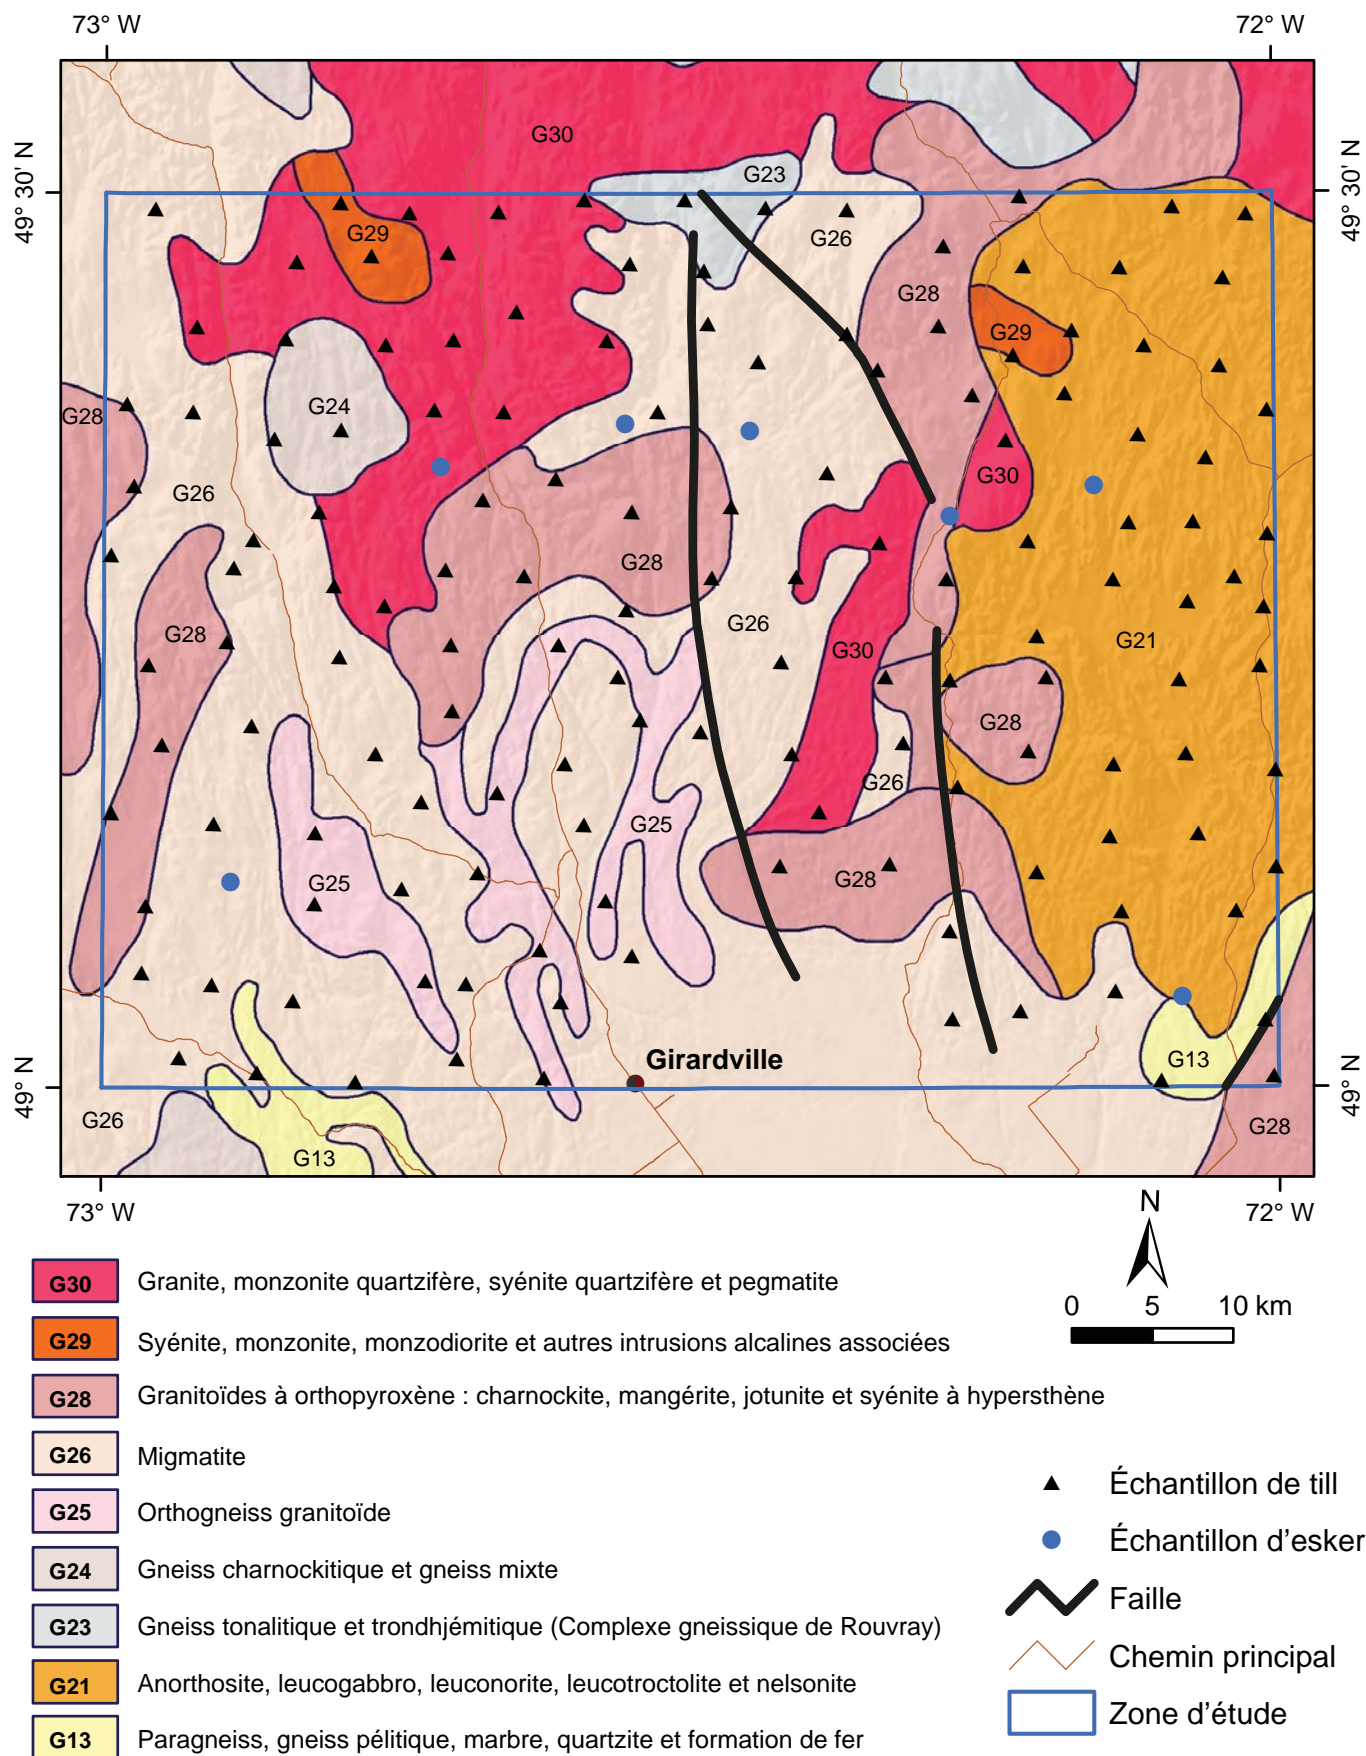 73° W
72° W
49° 30' N
49° 30' N
G30
G23
G29
G26
G28
G29
G28
G24
G30
G26
G28
G28
G26
G21
G30
G28
G26
G25
G28
G25
Girardville
49° N
49° N
G13
G26
G28
G13
73° W
72° W
N
0 5 10 km
G30 Granite, monzonite quartzifère, syénite quartzifère et pegmatite
G29 Syénite, monzonite, monzodiorite et autres intrusions alcalines associées
G28 Granitoïdes à orthopyroxène : charnockite, mangérite, jotunite et syénite à hypersthène
G26 Migmatite
G25 Orthogneiss granitoïde
G24 Gneiss charnockitique et gneiss mixte
G23 Gneiss tonalitique et trondhjémitique (Complexe gneissique de Rouvray)
G21 Anorthosite, leucogabbro, leuconorite, leucotroctolite et nelsonite
G13 Paragneiss, gneiss pélitique, marbre, quartzite et formation de fer
Échantillon de till
Échantillon d'esker
Faille
Chemin principal
Zone d'étude